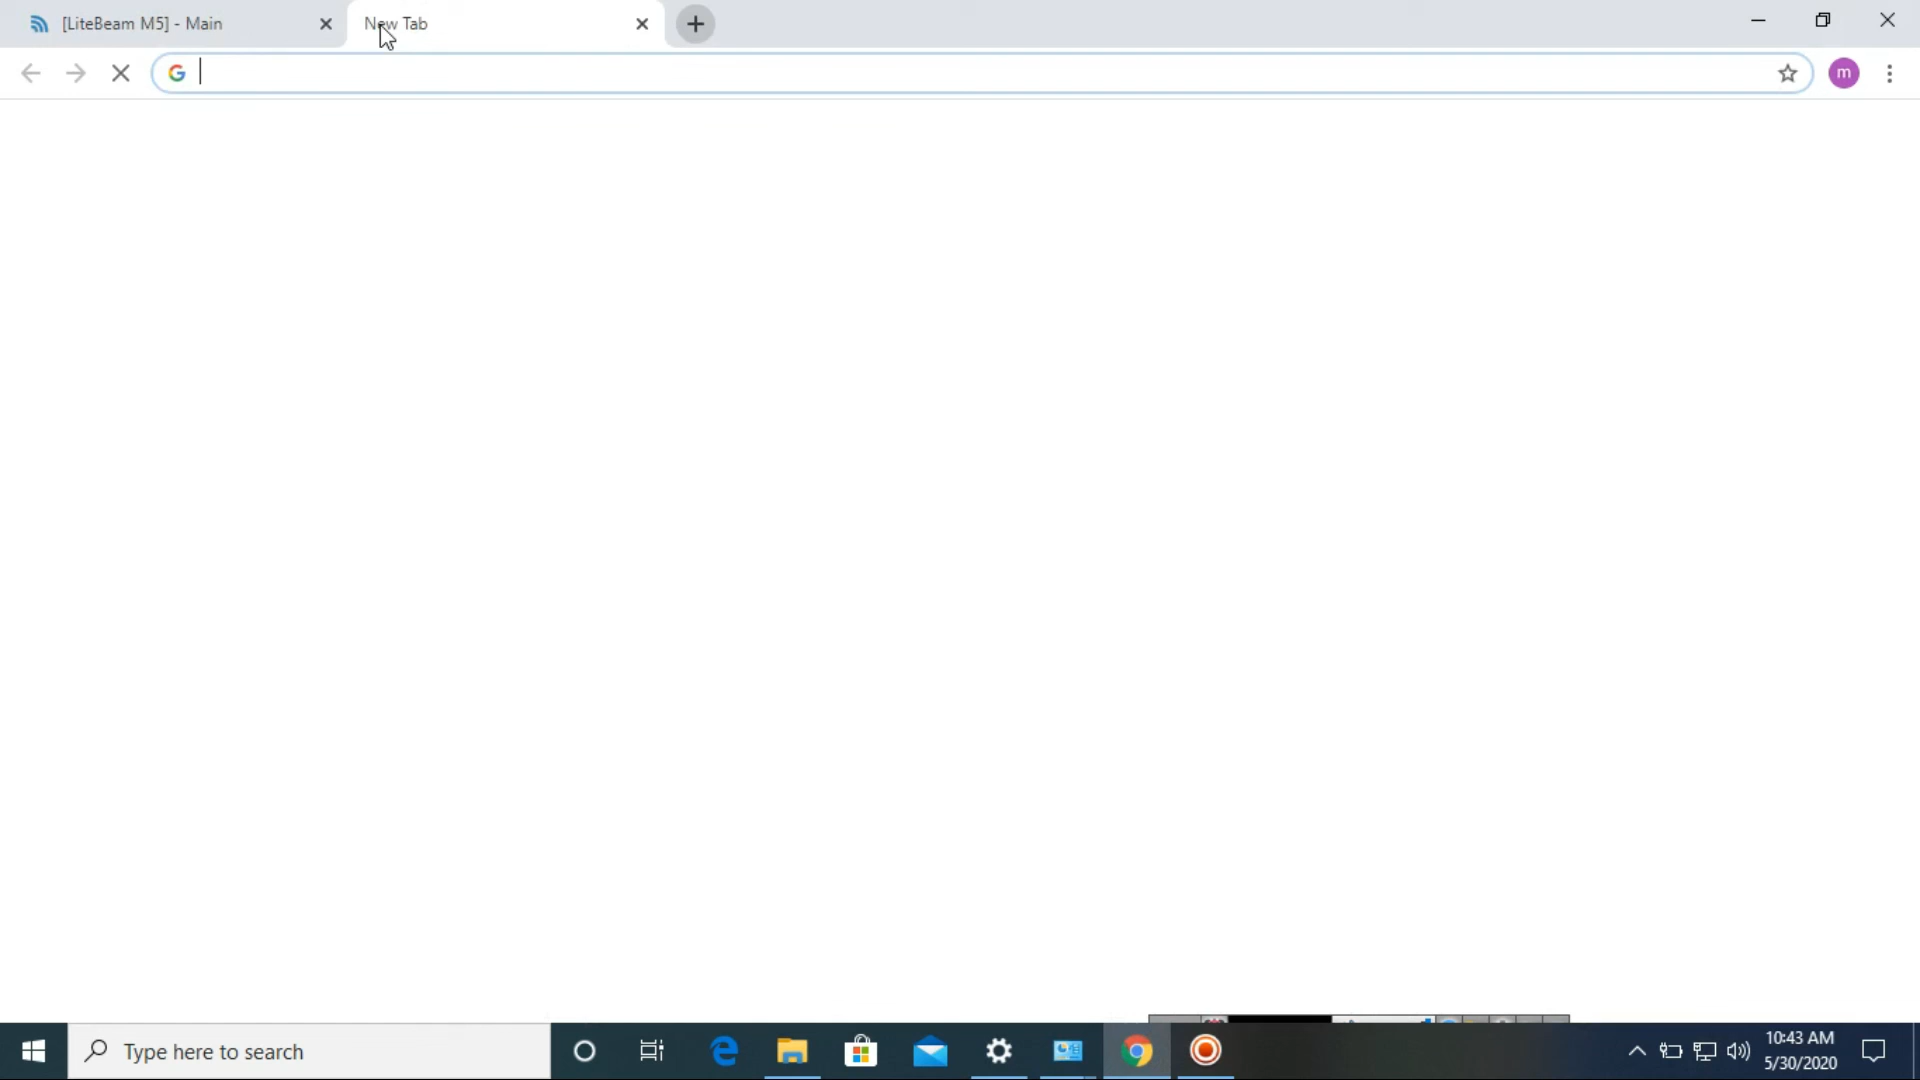 [LiteBeam M5] - Main
New Tab
G
m
Type here to search
10:43 AM
5/30/2020